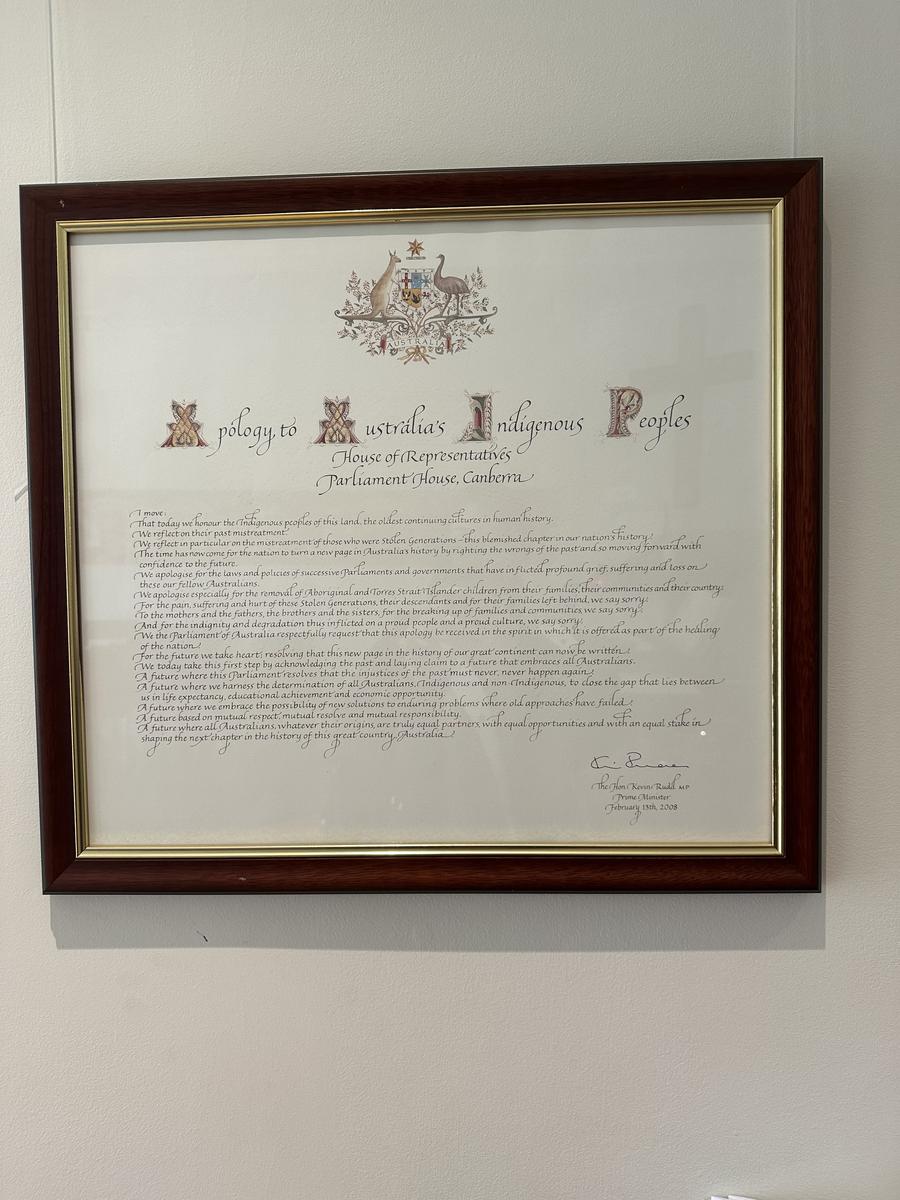 AUSTRALIA
Apology to Australia's Indigenous Peoples
House of Representatives
Parliament House, Canberra
I move:
That today we honour the Indigenous peoples of this land, the oldest continuing cultures in human history.
We reflect on their past mistreatment.
We reflect in particular on the mistreatment of those who were Stolen Generations – this blemished chapter in our nation's history.
The time has now come for the nation to turn a new page in Australia's history by righting the wrongs of the past and so moving forward with
confidence to the future.
We apologise for the laws and policies of successive Parliaments and governments that have inflicted profound grief, suffering and loss on
these our fellow Australians.
We apologise especially for the removal of Aboriginal and Torres Strait Islander children from their families, their communities and their country.
For the pain, suffering and hurt of these Stolen Generations, their descendants and for their families left behind, we say sorry.
To the mothers and the fathers, the brothers and the sisters, for the breaking up of families and communities, we say sorry.
And for the indignity and degradation thus inflicted on a proud people and a proud culture, we say sorry.
We the Parliament of Australia respectfully request that this apology be received in the spirit in which it is offered as part of the healing
of the nation.
For the future we take heart; resolving that this new page in the history of our great continent can now be written.
We today take this first step by acknowledging the past and laying claim to a future that embraces all Australians.
A future where this Parliament resolves that the injustices of the past must never, never happen again.
A future where we harness the determination of all Australians, Indigenous and non-Indigenous, to close the gap that lies between
us in life expectancy, educational achievement and economic opportunity.
A future where we embrace the possibility of new solutions to enduring problems where old approaches have failed.
A future based on mutual respect, mutual resolve and mutual responsibility.
A future where all Australians, whatever their origins, are truly equal partners, with equal opportunities and with an equal stake in
shaping the next chapter in the history of this great country, Australia.
The Hon Kevin Rudd MP
Prime Minister
February 13th, 2008